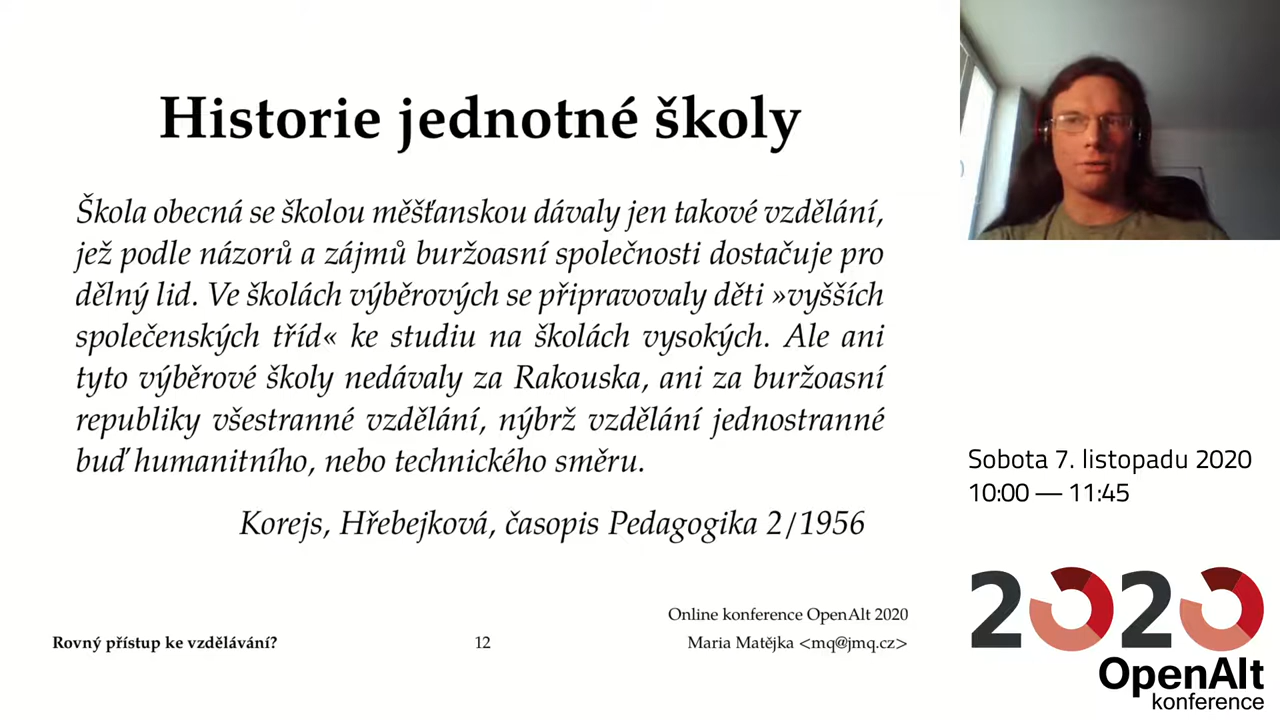 Historie jednotné školy
Škola obecná se školou měšťanskou dávaly jen takové vzdělání,
jež podle názorů a zájmů buržoasní společnosti dostačuje pro
dělný lid. Ve školách výběrových se připravovaly děti »vyšších
společenských tříd« ke studiu na školách vysokých. Ale ani
tyto výběrové školy nedávaly za Rakouska, ani za buržoasní
republiky všestranné vzdělání, nýbrž vzdělání jednostranné
buď humanitního, nebo technického směru.
Korejs, Hřebejková, časopis Pedagogika 2/1956
Online konference OpenAlt 2020
Rovný přístup ke vzdělávání? 12 Maria Matějka <mq@jmq.cz>
Sobota 7. listopadu 2020
10:00 — 11:45
2020
OpenAlt
konference